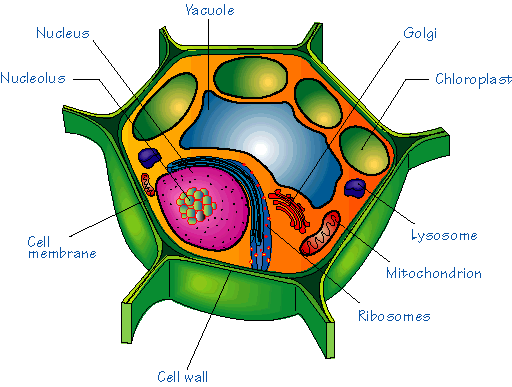 Vacuole
Nucleus
Golgi
Nucleolus
Chloroplast
Lysosome
Cell
membrane
Mitochondrion
Ribosomes
Cell wall